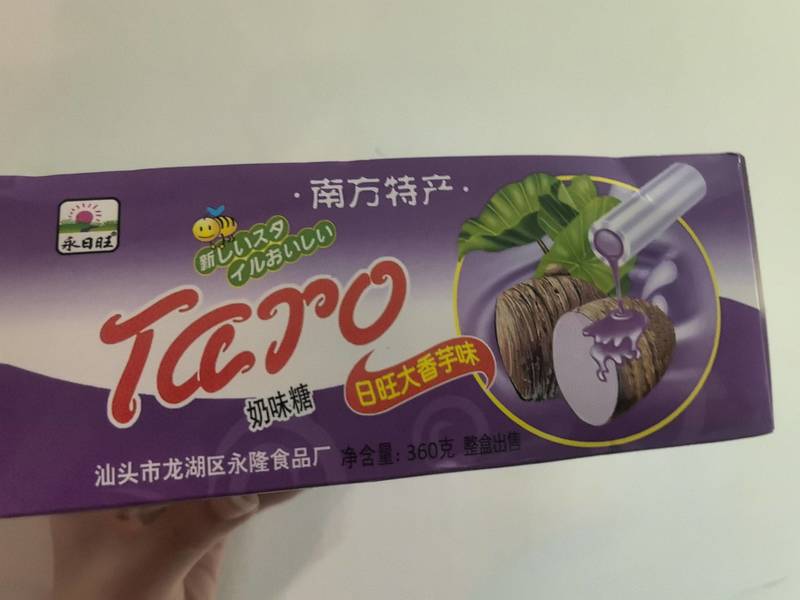 ·南方特产·
永日旺
新しいスタ
イルおいしい
Taro
日旺大香芋味
奶味糖
汕头市龙湖区永隆食品厂 净含量: 360克 整盒出售